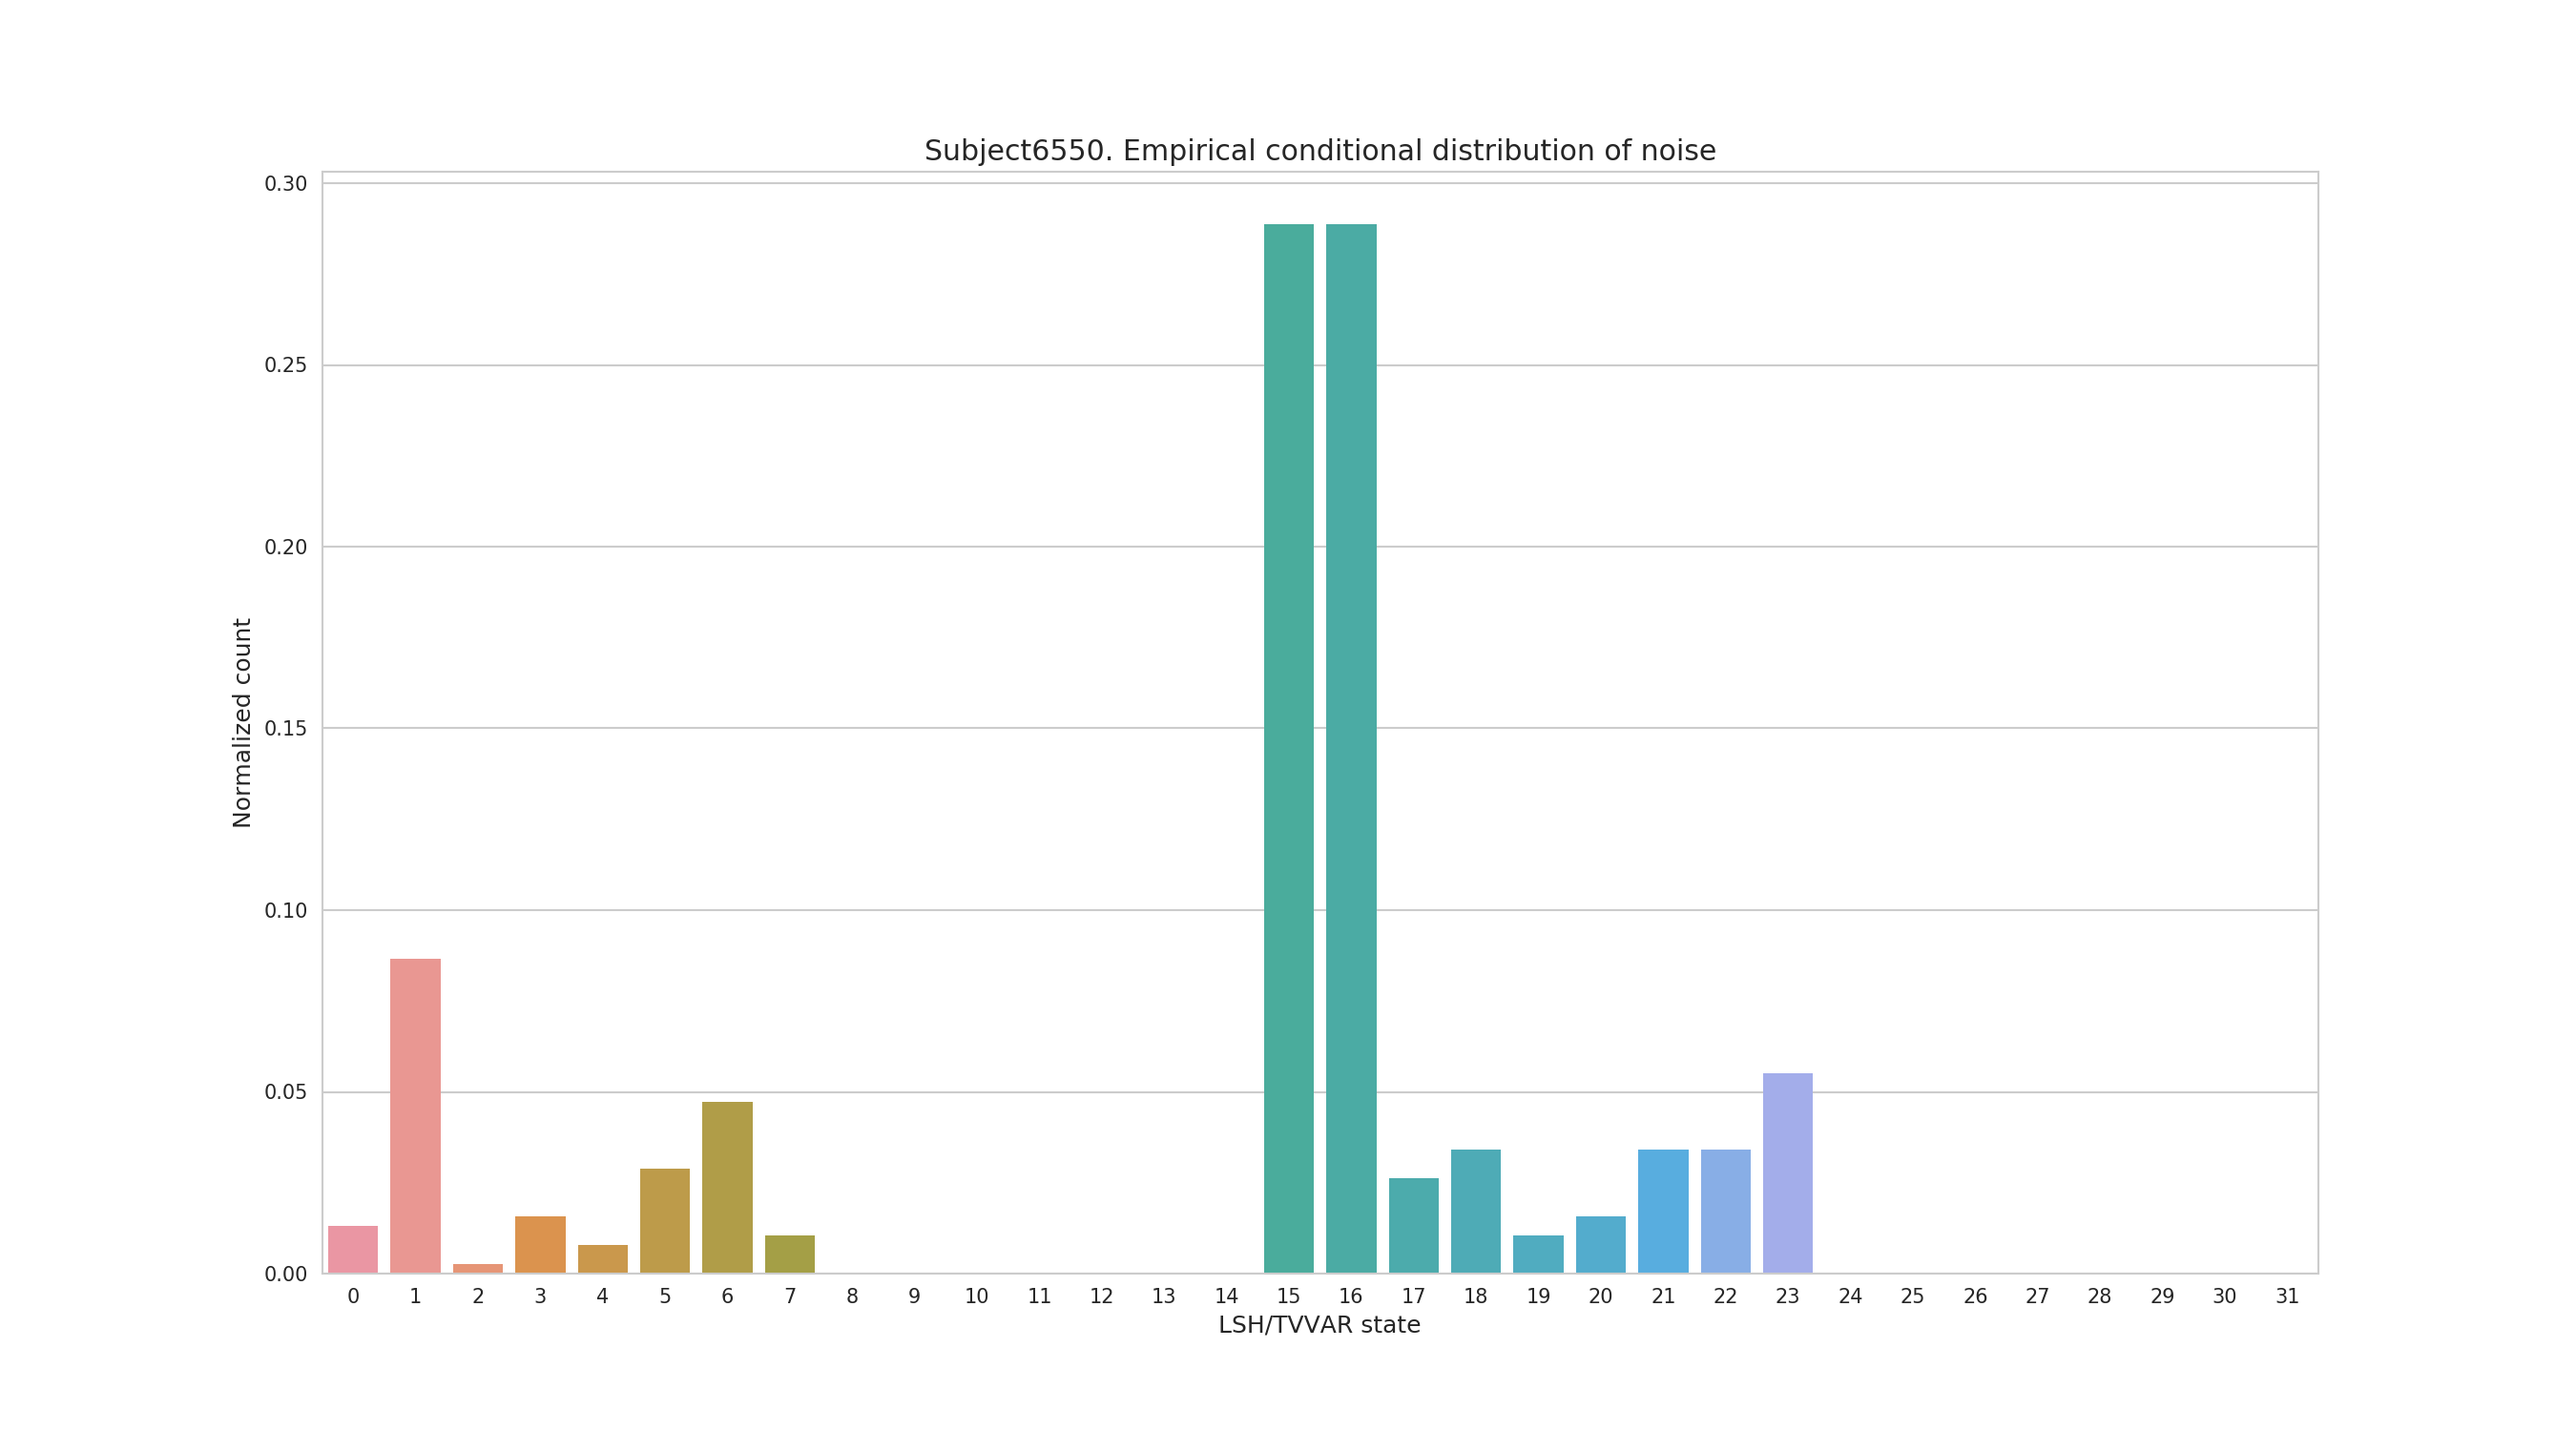 Subject6550. Empirical conditional distribution of noise
0.30
0.25
0.20
0.15
0.10
0.05
0.00
Normalized count
0 1 2 3 4 5 6 7 8 9 10 11 12 13 14 15 16 17 18 19 20 21 22 23 24 25 26 27 28 29 30 31
LSH/TVVAR state